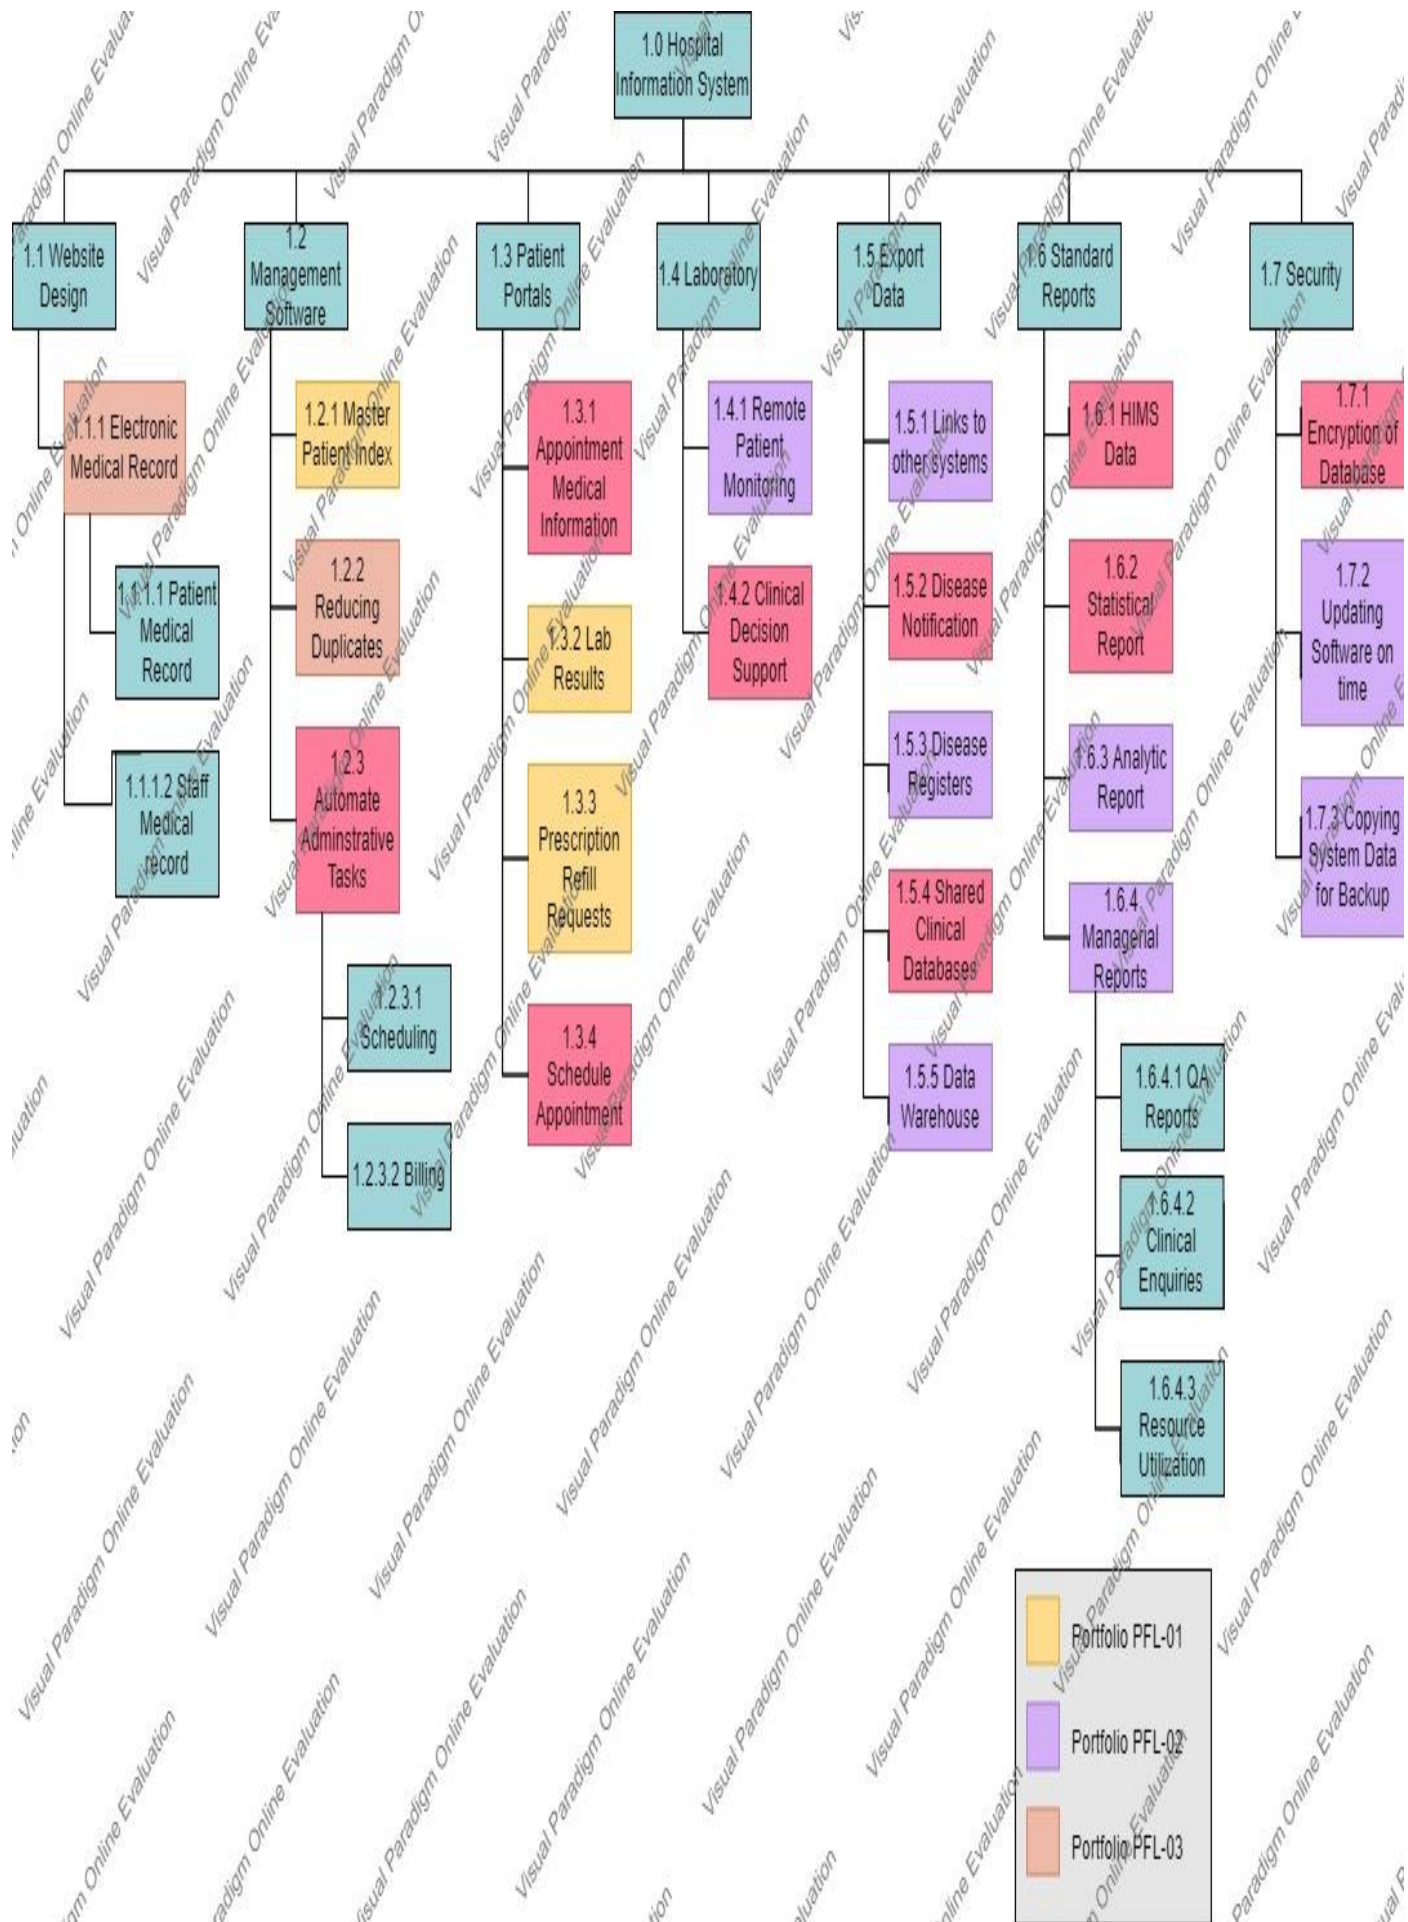 1.0 Hospital
Information System
1.1 Website
Design
1.2
Management
Software
1.3 Patient
Portals
1.4 Laboratory
1.5 Export
Data
1.6 Standard
Reports
1.7 Security
1.1.1 Electronic
Medical Record
1.1.1.1 Patient
Medical
Record
1.1.1.2 Staff
Medical
record
1.2.1 Master
Patient Index
1.2.2
Reducing
Duplicates
1.2.3
Automate
Adminstrative
Tasks
1.2.3.1
Scheduling
1.2.3.2 Billing
1.3.1
Appointment
Medical
Information
1.3.2 Lab
Results
1.3.3
Prescription
Refill
Requests
1.3.4
Schedule
Appointment
1.4.1 Remote
Patient
Monitoring
1.4.2 Clinical
Decision
Support
1.5.1 Links to
other systems
1.5.2 Disease
Notification
1.5.3 Disease
Registers
1.5.4 Shared
Clinical
Databases
1.5.5 Data
Warehouse
1.6.1 HIMS
Data
1.6.2
Statistical
Report
1.6.3 Analytic
Report
1.6.4
Managerial
Reports
1.6.4.1 QA
Reports
1.6.4.2
Clinical
Enquiries
1.6.4.3
Resource
Utilization
1.7.1
Encryption of
Database
1.7.2
Updating
Software on
time
1.7.3 Copying
System Data
for Backup
Portfolio PFL-01
Portfolio PFL-02
Portfolio PFL-03
Visual Paradigm Online Evaluation